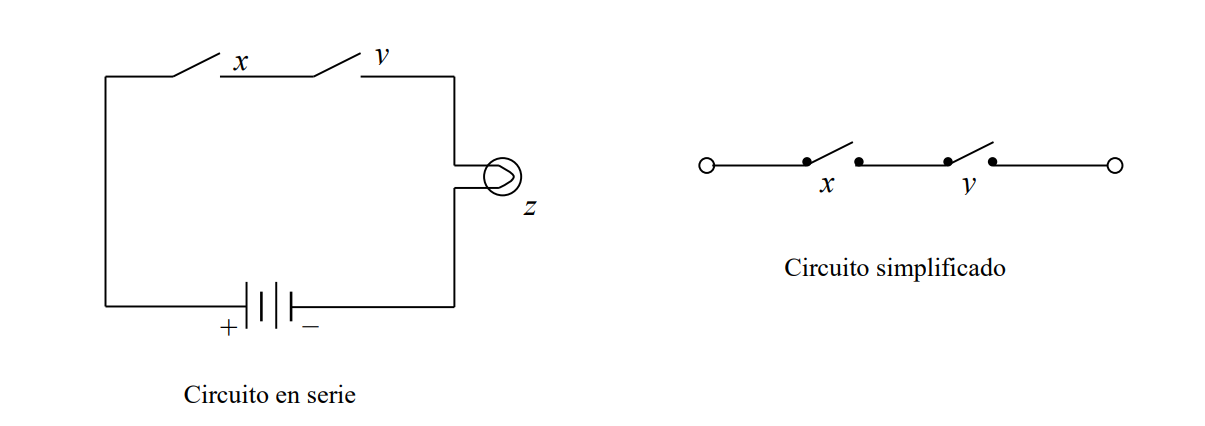 x
y
z
+ −
Circuito en serie
x
y
Circuito simplificado